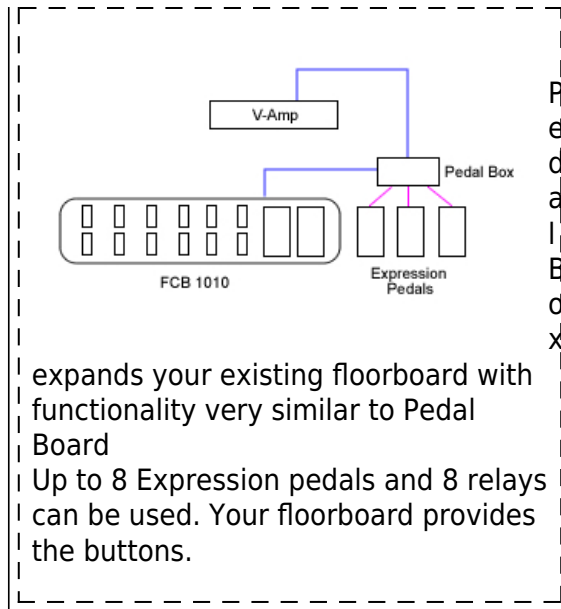 V-Amp
Pedal Box
FCB 1010
Expression
Pedals
P
e
d
a
l
B
o
x
expands your existing floorboard with
functionality very similar to Pedal
Board
Up to 8 Expression pedals and 8 relays
can be used. Your floorboard provides
the buttons.